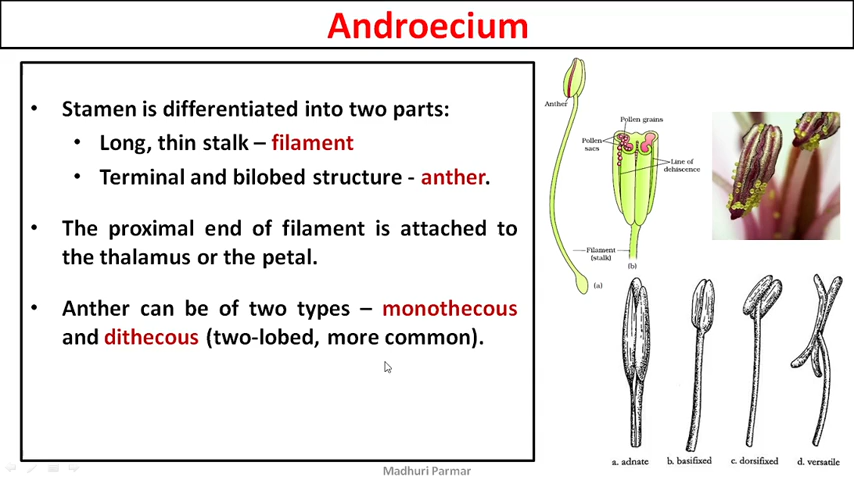 Androecium
• Stamen is differentiated into two parts:
• Long, thin stalk – filament
• Terminal and bilobed structure - anther.
• The proximal end of filament is attached to
the thalamus or the petal.
• Anther can be of two types – monothecous
and dithecous (two-lobed, more common).
Anther
Pollen grains
Pollen
sacs
Line of
dehiscence
Filament
(stalk)
(a)
(b)
a. adnate
b. basifixed
c. dorsifixed
d. versatile
Madhuri Parmar